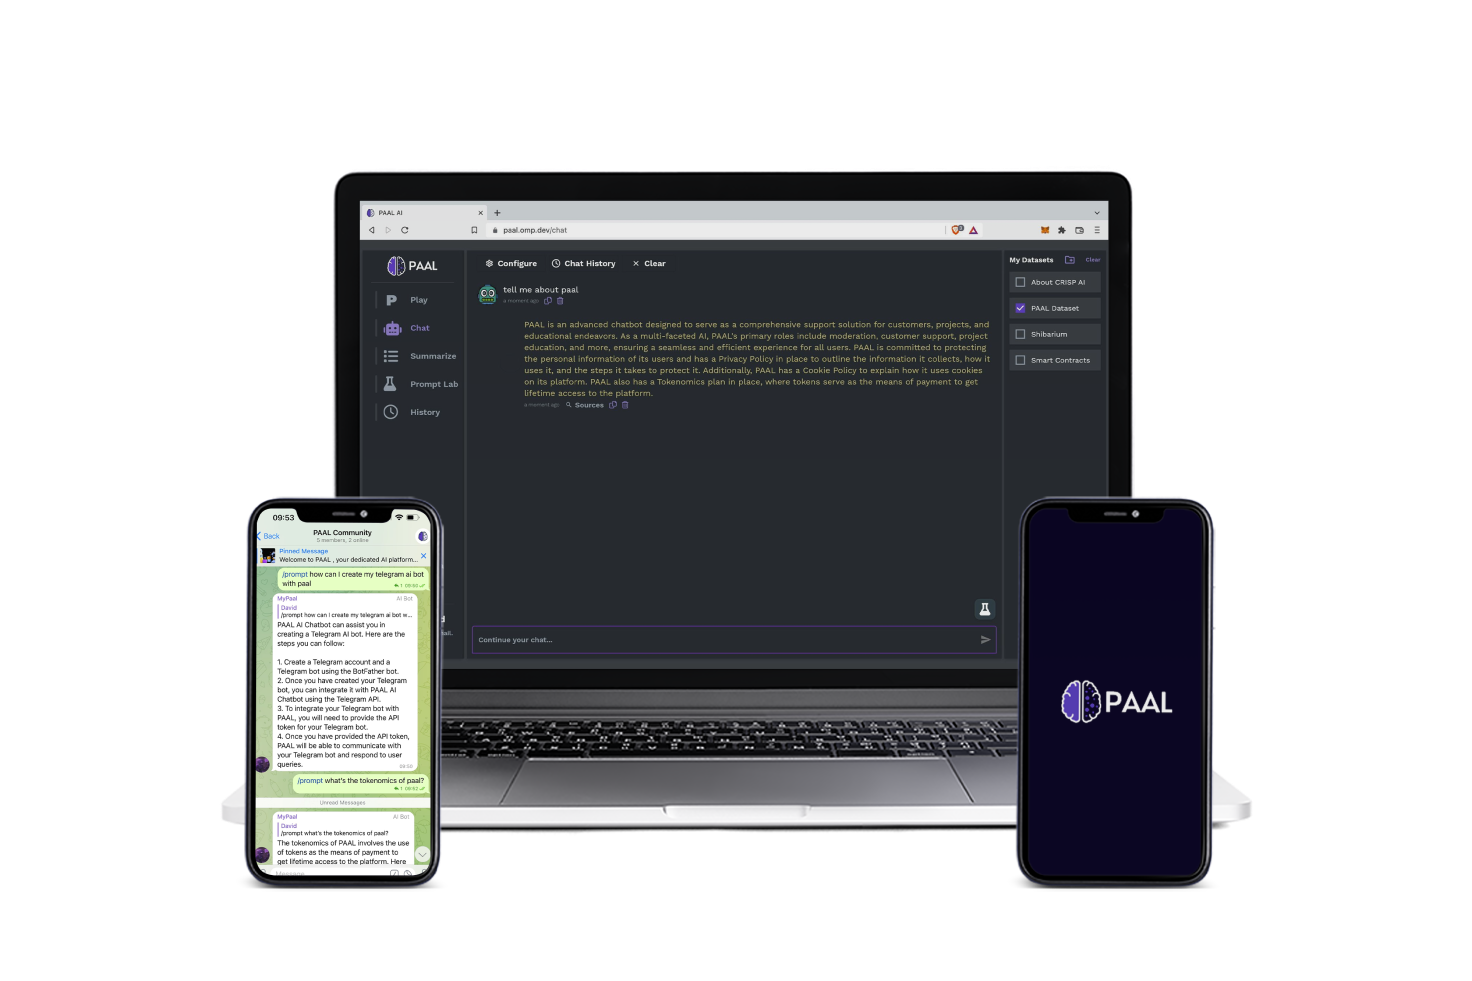 PAAL AI
paal.omp.dev/chat
PAAL
Play
Chat
Summarize
Prompt Lab
History
Configure
Chat History
Clear
tell me about paal
a moment ago
PAAL is an advanced chatbot designed to serve as a comprehensive support solution for customers, projects, and
educational endeavors. As a multi-faceted AI, PAAL's primary roles include moderation, customer support, project
education, and more, ensuring a seamless and efficient experience for all users. PAAL is committed to protecting
the personal information of its users and has a Privacy Policy in place to outline the information it collects, how it
uses it, and the steps it takes to protect it. Additionally, PAAL has a Cookie Policy to explain how it uses cookies
on its platform. PAAL also has a Tokenomics plan in place, where tokens serve as the means of payment to get
lifetime access to the platform.
a moment ago Sources
Continue your chat...
My Datasets Clear
About CRISP AI
PAAL Dataset
Shibarium
Smart Contracts
09:53
Back
PAAL Community
5 members, 2 online
Pinned Message
Welcome to PAAL , your dedicated AI platform...
/prompt how can I create my telegram ai bot
with paal
MyPaal AI Bot
David
/prompt how can I create my telegram ai bot w...
PAAL AI Chatbot can assist you in
creating a Telegram AI bot. Here are the
steps you can follow:
1. Create a Telegram account and a
Telegram bot using the BotFather bot.
2. Once you have created your Telegram
bot, you can integrate it with PAAL AI
Chatbot using the Telegram API.
3. To integrate your Telegram bot with
PAAL, you will need to provide the API
token for your Telegram bot.
4. Once you have provided the API token,
PAAL will be able to communicate with
your Telegram bot and respond to user
queries.
/prompt what's the tokenomics of paal?
1 09:52
Unread Messages
MyPaal AI Bot
David
/prompt what's the tokenomics of paal?
The tokenomics of PAAL involves the use
of tokens as the means of payment to
get lifetime access to the platform. Here
Message
PAAL